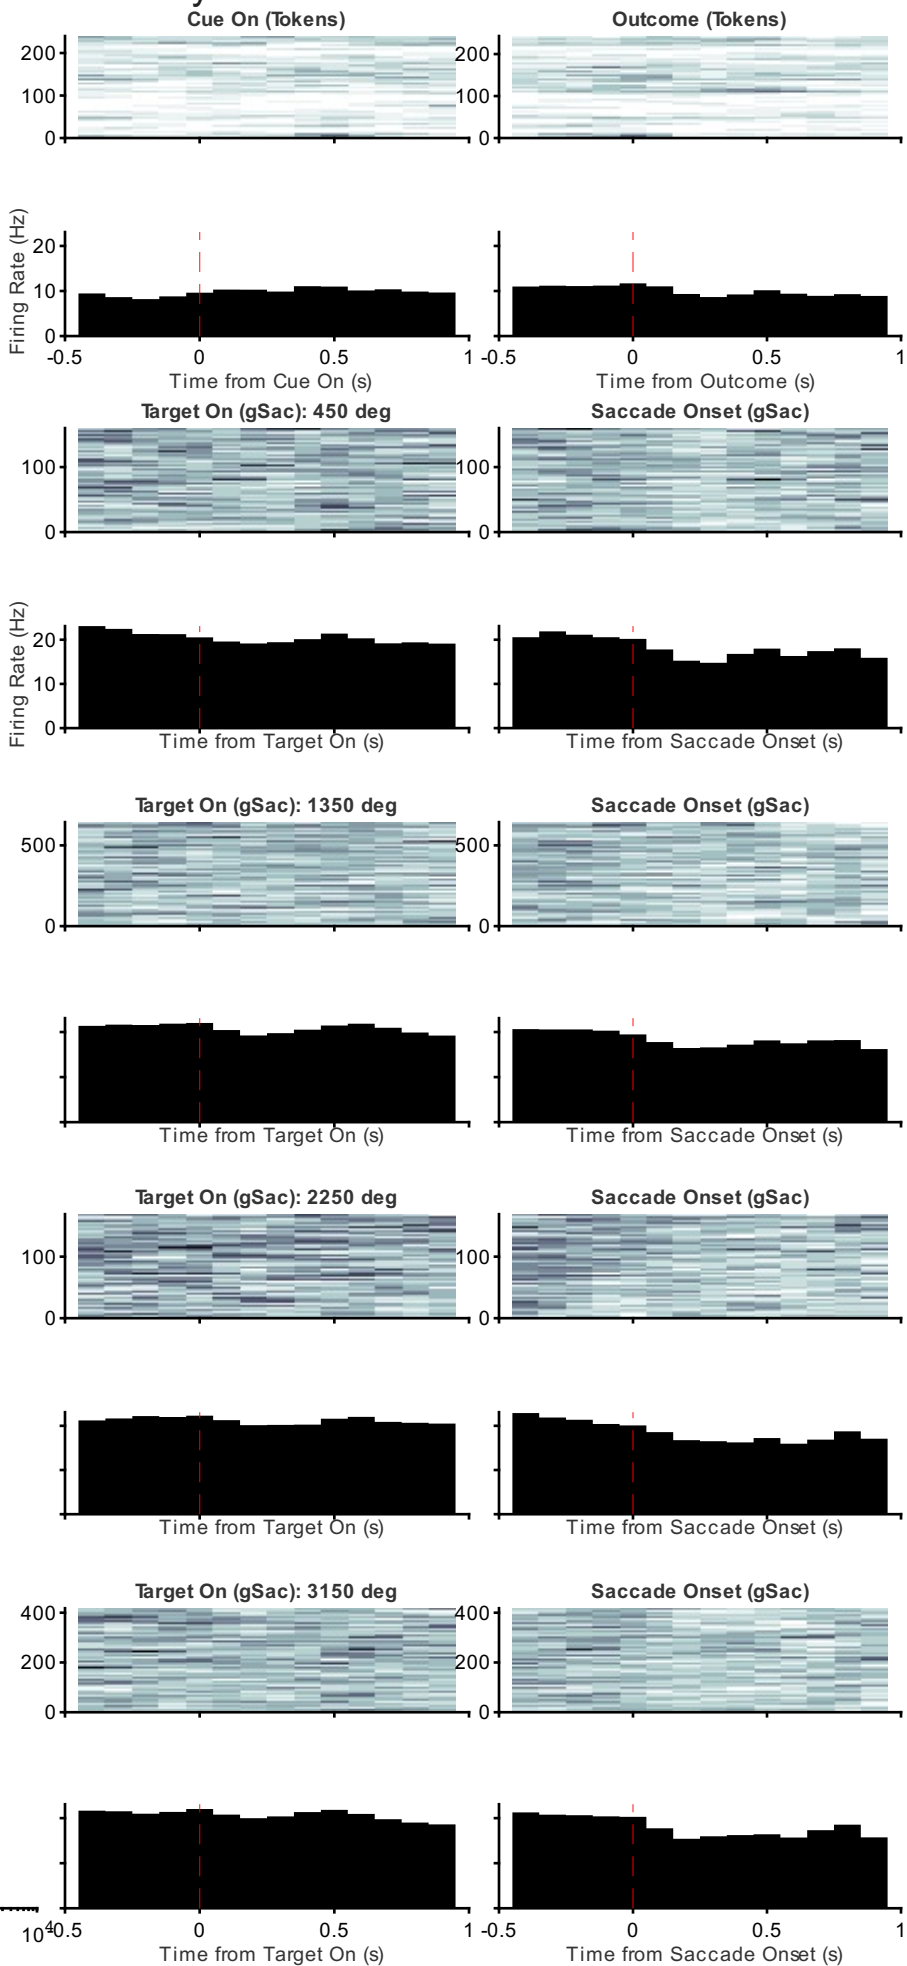 y
Cue On (Tokens)
Outcome (Tokens)
200
100
0
200
100
0
Firing Rate (Hz)
20
10
0
-0.5 0 0.5 1
-0.5 0 0.5 1
Time from Cue On (s)
Time from Outcome (s)
Target On (gSac): 450 deg
Saccade Onset (gSac)
100
0
100
0
Firing Rate (Hz)
20
10
0
Time from Target On (s)
Time from Saccade Onset (s)
Target On (gSac): 1350 deg
Saccade Onset (gSac)
500
0
500
0
Time from Target On (s)
Time from Saccade Onset (s)
Target On (gSac): 2250 deg
Saccade Onset (gSac)
100
0
100
0
Time from Target On (s)
Time from Saccade Onset (s)
Target On (gSac): 3150 deg
Saccade Onset (gSac)
400
200
0
400
200
0
10⁴
-0.5 0 0.5 1
-0.5 0 0.5 1
Time from Target On (s)
Time from Saccade Onset (s)